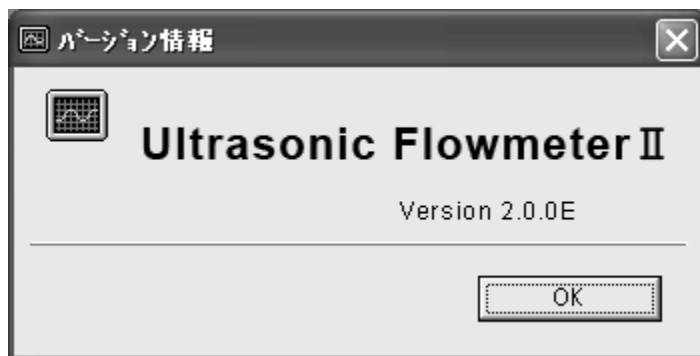 ﾊﾞｰｼﾞｮﾝ情報
Ultrasonic FlowmeterⅡ
Version 2.0.0E
OK